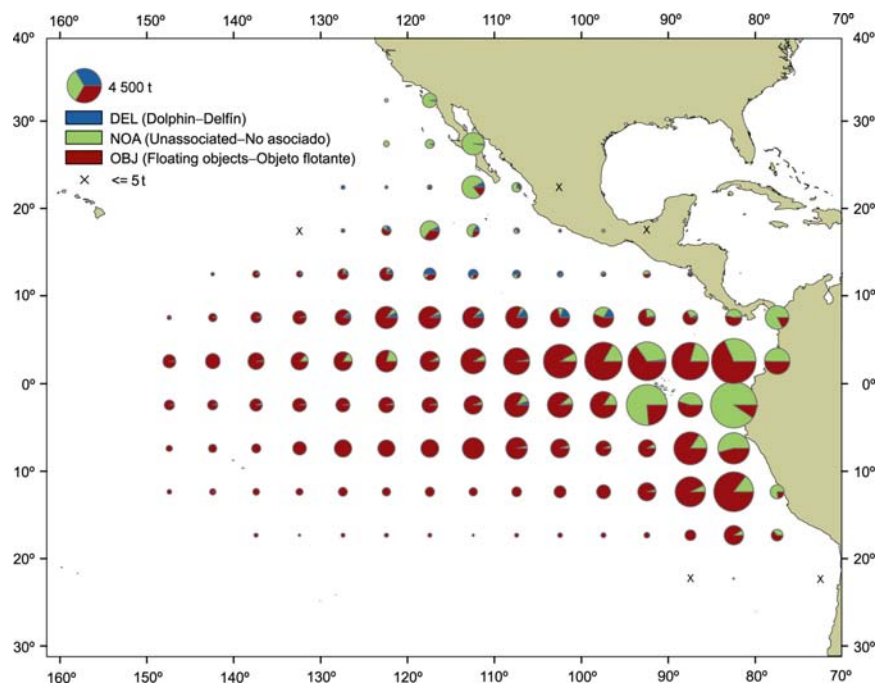 160º 150º 140º 130º 120º 110º 100º 90º 80º 70º
40º 40º
4 500 t
DEL (Dolphin–Delfín)
30º 30º
NOA (Unassociated–No asociado)
OBJ (Floating objects–Objeto flotante)
X <= 5 t
X
20º 20º
X X
10º 10º
0º 0º
10º 10º
20º 20º
X X
30º 30º
160º 150º 140º 130º 120º 110º 100º 90º 80º 70º